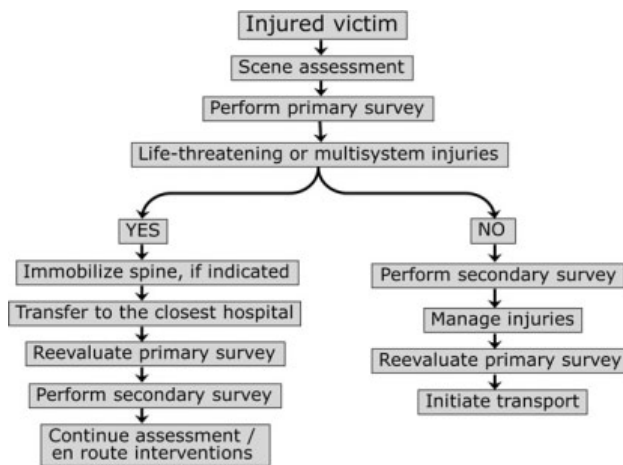 Injured victim
Scene assessment
Perform primary survey
Life-threatening or multisystem injuries
YES
Immobilize spine, if indicated
Transfer to the closest hospital
Reevaluate primary survey
Perform secondary survey
Continue assessment /
en route interventions
NO
Perform secondary survey
Manage injuries
Reevaluate primary survey
Initiate transport